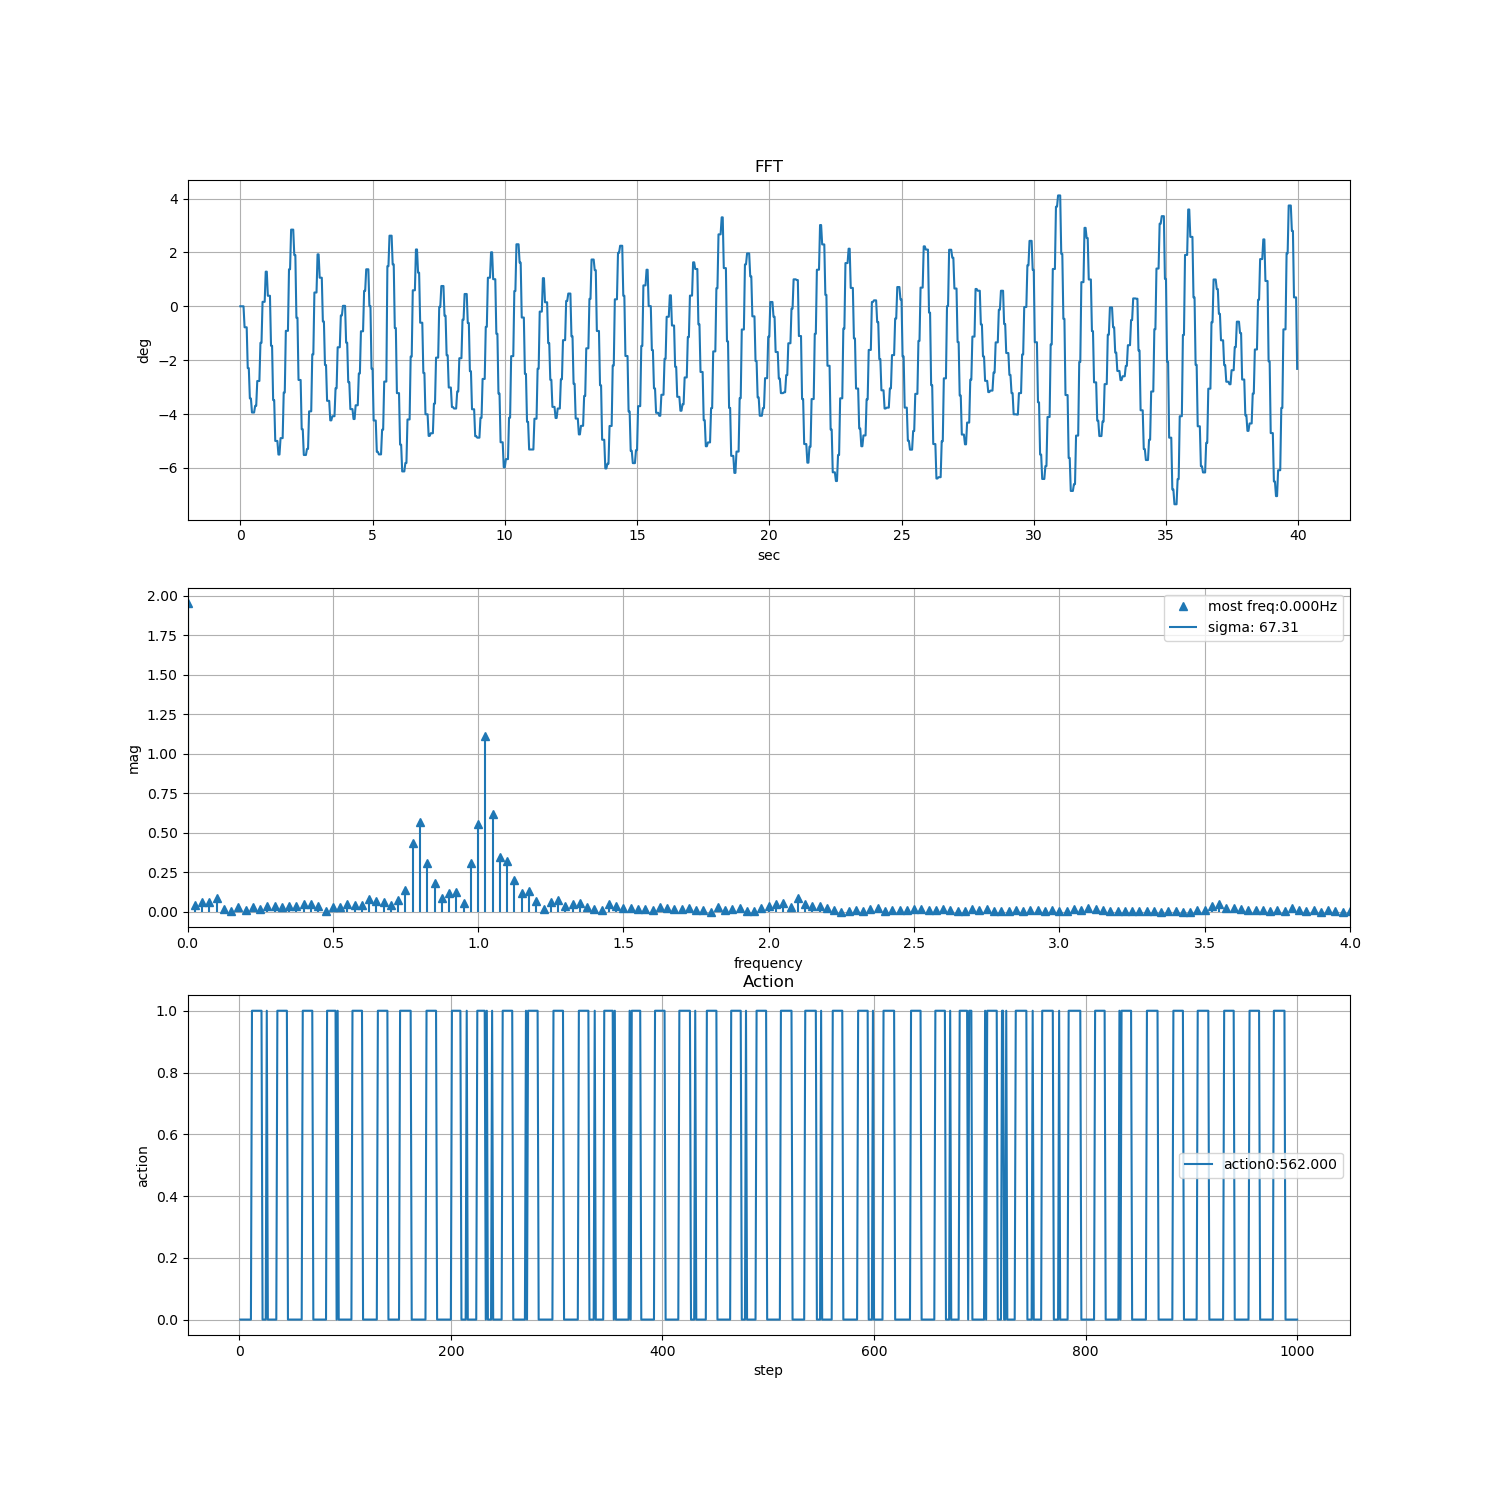 FFT
4
2
0
−2
−4
−6
deg
0 5 10 15 20 25 30 35 40
sec
2.00
1.75
1.50
1.25
1.00
0.75
0.50
0.25
0.00
mag
most freq:0.000Hz
sigma: 67.31
0.0 0.5 1.0 1.5 2.0 2.5 3.0 3.5 4.0
frequency
Action
1.0
0.8
0.6
0.4
0.2
0.0
action
action0:562.000
0 200 400 600 800 1000
step